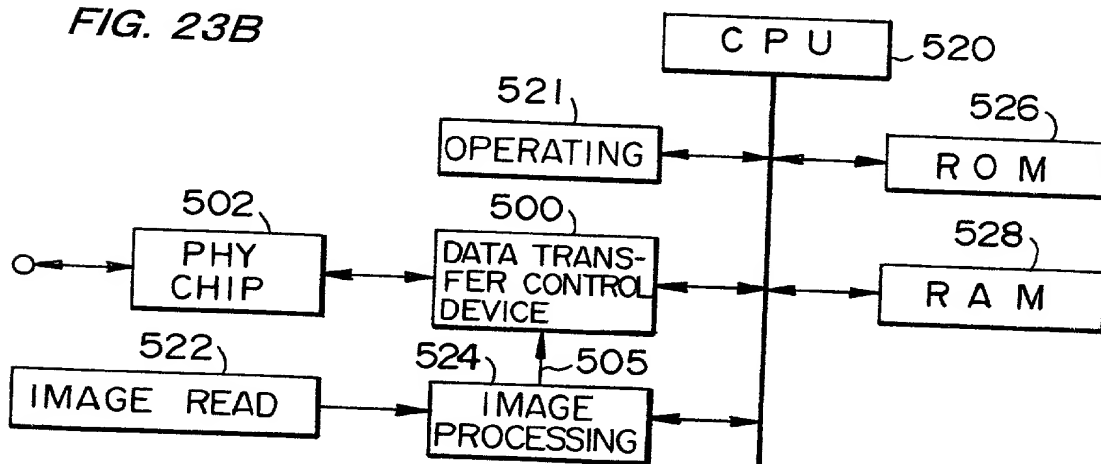 FIG. 23B
CPU
520
521
OPERATING
526
ROM
502
PHY
CHIP
500
DATA TRANS-
FER CONTROL
DEVICE
528
RAM
522
IMAGE READ
524
505
IMAGE
PROCESSING